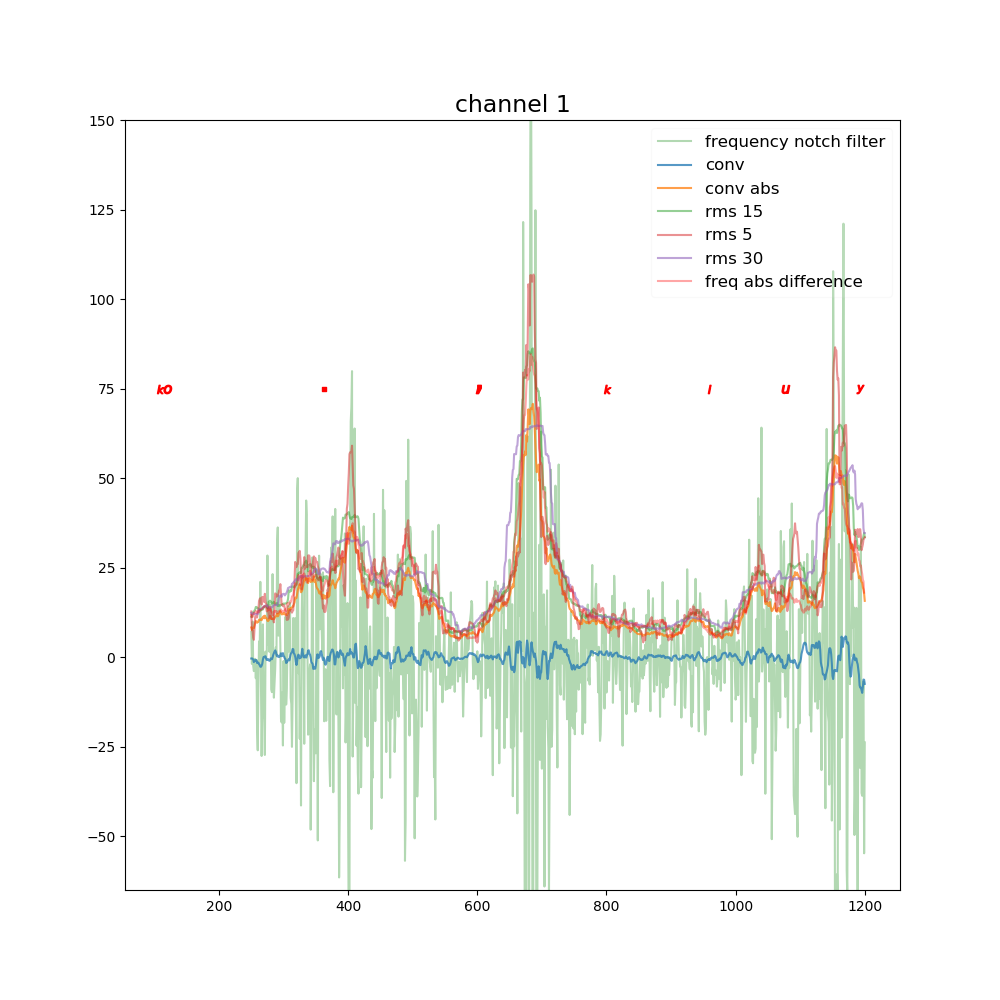 channel 1
150
125
100
75
50
25
0
−25
−50
frequency notch filter
conv
conv abs
rms 15
rms 5
rms 30
freq abs difference
. k l u y
200 400 600 800 1000 1200